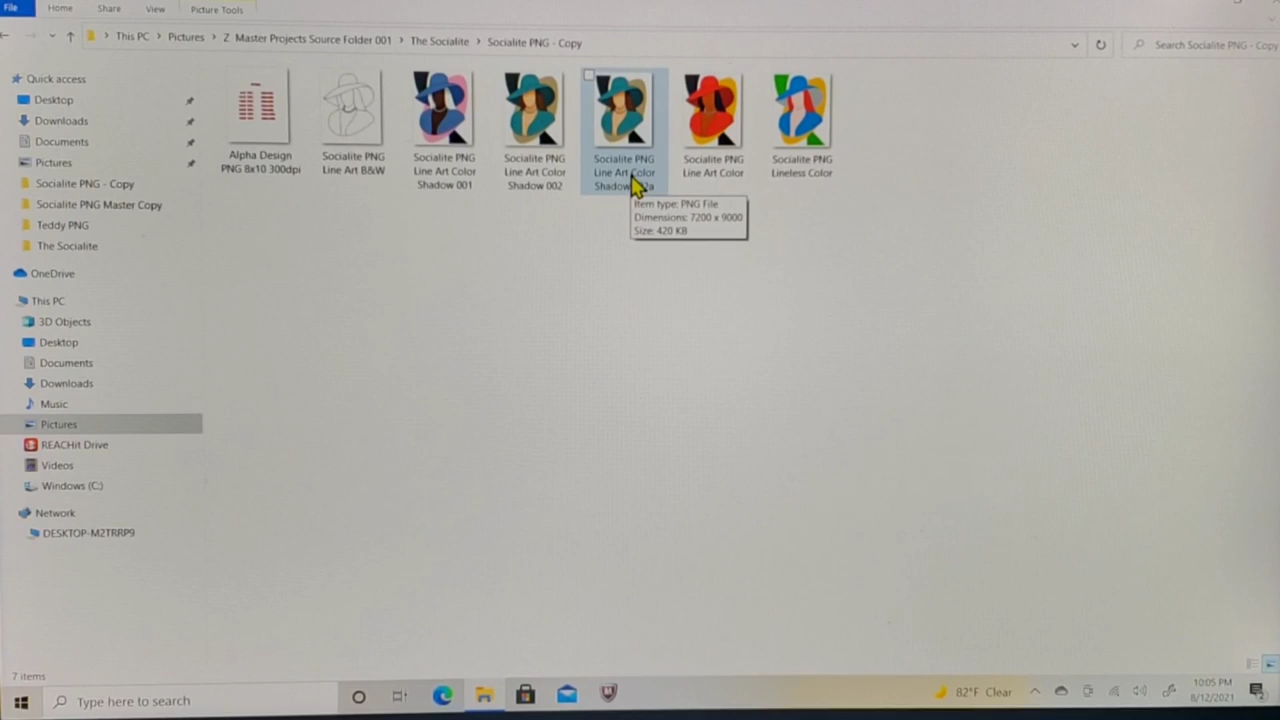 File
Home
Share
View
Picture Tools
This PC > Pictures > Z Master Projects Source Folder 001 > The Socialite > Socialite PNG - Copy
Search Socialite PNG - Copy
Quick access
Desktop
Downloads
Documents
Pictures
Socialite PNG - Copy
Socialite PNG Master Copy
Teddy PNG
The Socialite
OneDrive
This PC
3D Objects
Desktop
Documents
Downloads
Music
Pictures
REACHit Drive
Videos
Windows (C:)
Network
DESKTOP-M2TRRP9
Alpha Design
PNG 8x10 300dpi
Socialite PNG
Line Art B&W
Socialite PNG
Line Art Color
Shadow 001
Socialite PNG
Line Art Color
Shadow 002
Socialite PNG
Line Art Color
Shadow
Item type: PNG File
Dimensions: 7200 x 9000
Size: 420 KB
Socialite PNG
Line Art Color
Socialite PNG
Lineless Color
7 items
Type here to search
82°F Clear
10:05 PM
8/12/2021